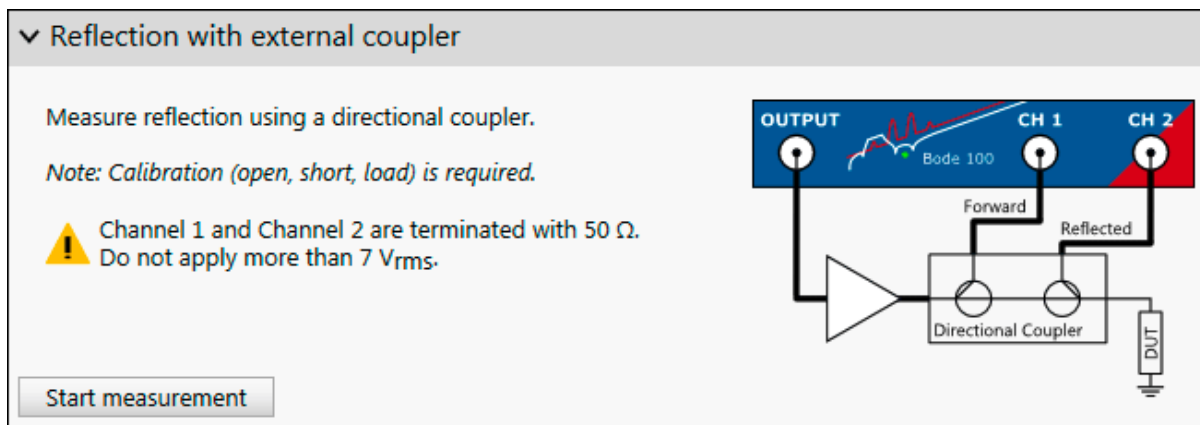 Reflection with external coupler
Measure reflection using a directional coupler.
Note: Calibration (open, short, load) is required.
Channel 1 and Channel 2 are terminated with 50 Ω.
Do not apply more than 7 Vrms.
Start measurement
OUTPUT
CH 1
CH 2
Bode 100
Forward
Reflected
Directional Coupler
DUT